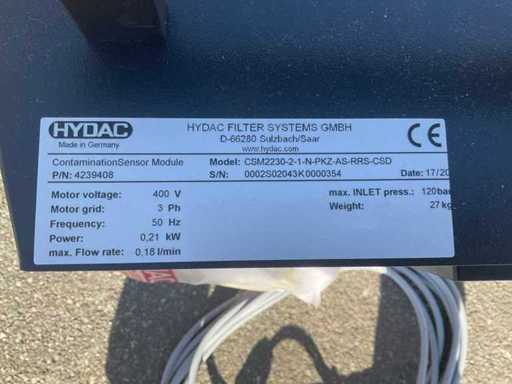 HYDAC
Made in Germany
HYDAC FILTER SYSTEMS GMBH
D-66280 Sulzbach/Saar
www.hydac.com
CE
ContaminationSensor Module
Model: CSM2230-2-1-N-PKZ-AS-RRS-CSD
P/N: 4239408
S/N: 0002S02043K0000354
Date: 17/20
Motor voltage: 400 V
max. INLET press.: 120bar
Motor grid: 3 Ph
Weight: 27kg
Frequency: 50 Hz
Power: 0,21 kW
max. Flow rate: 0,18 l/min